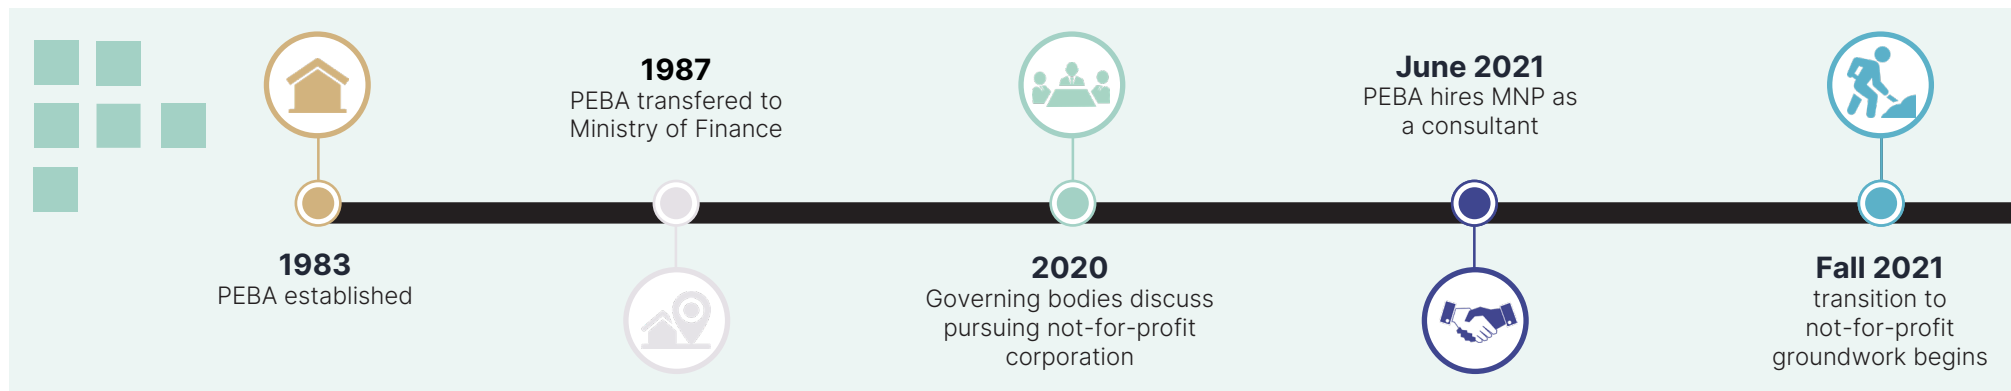 1983
PEBA established
1987
PEBA transfered to
Ministry of Finance
2020
Governing bodies discuss
pursuing not-for-profit
corporation
June 2021
PEBA hires MNP as
a consultant
Fall 2021
transition to
not-for-profit
groundwork begins